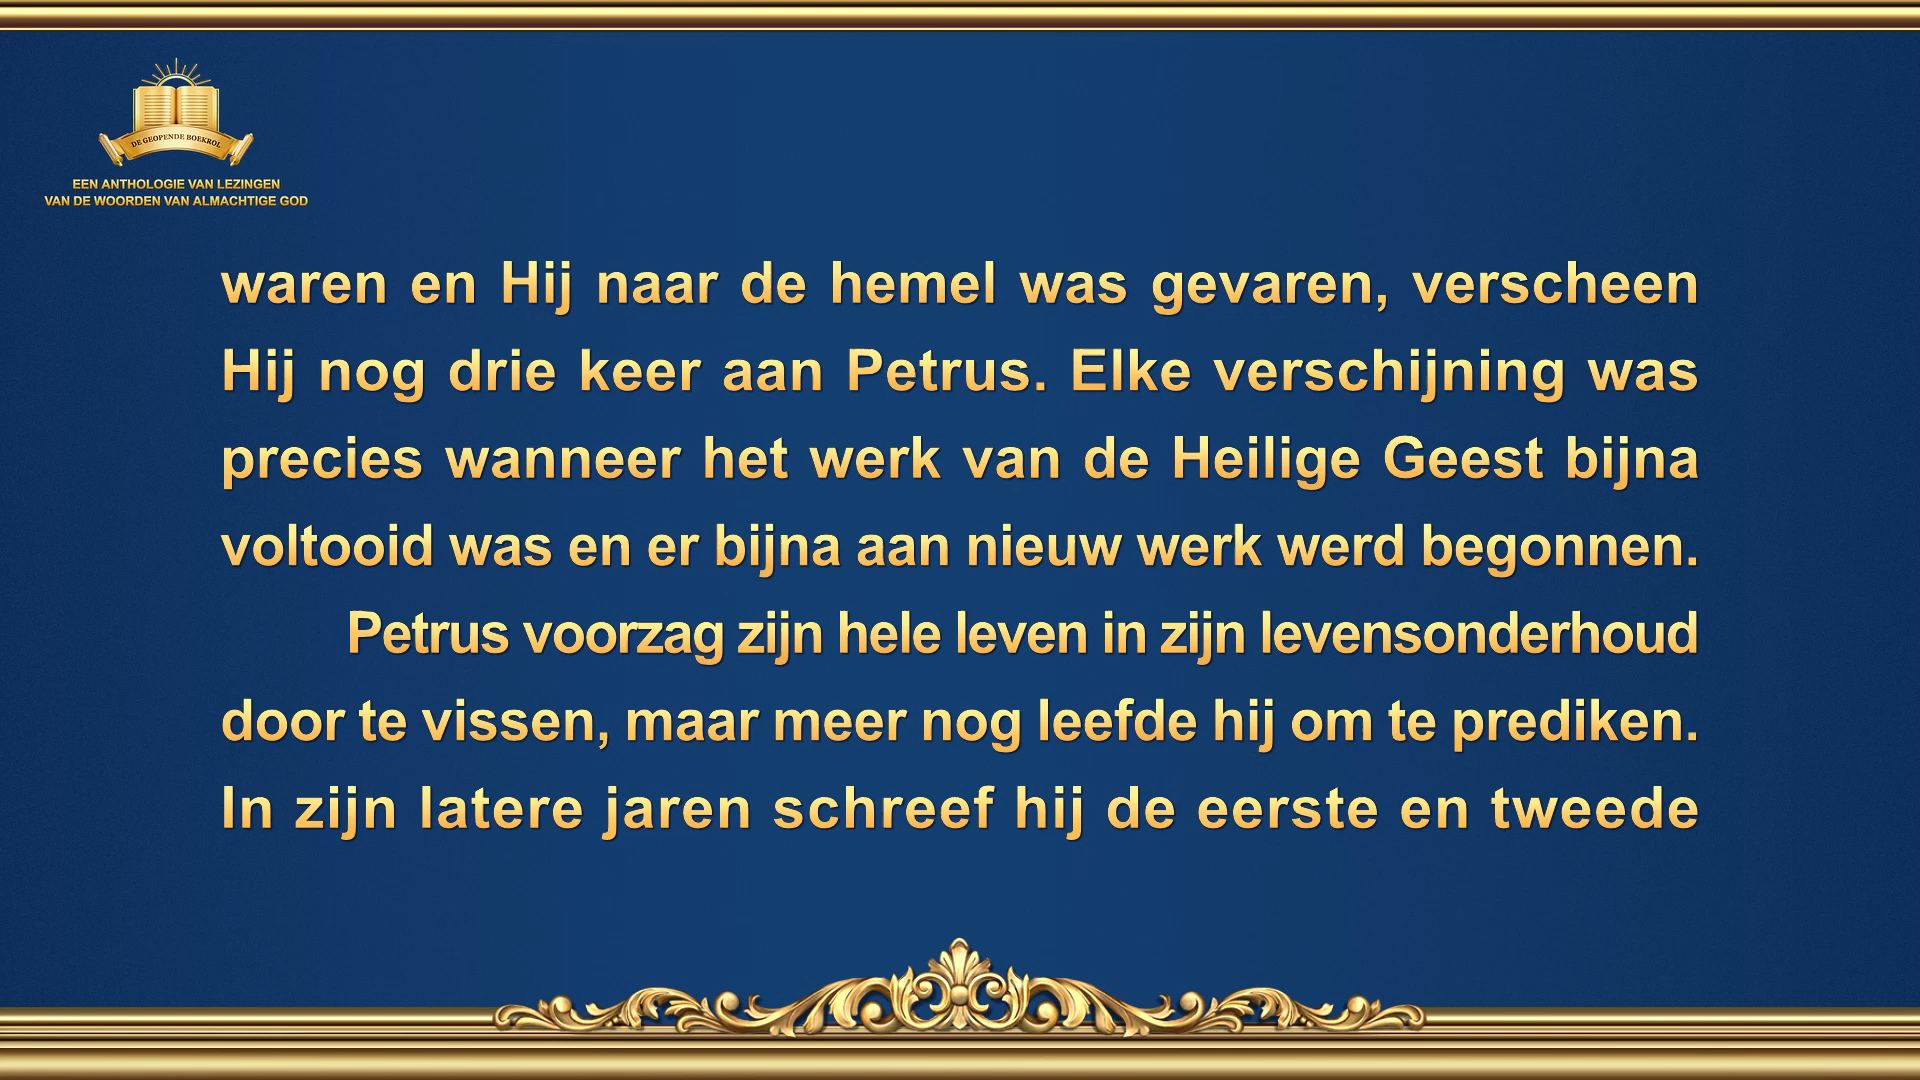 DE GEOPENDE BOEKROL
EEN ANTHOLOGIE VAN LEZINGEN
VAN DE WOORDEN VAN ALMACHTIGE GOD
waren en Hij naar de hemel was gevaren, verscheen
Hij nog drie keer aan Petrus. Elke verschijning was
precies wanneer het werk van de Heilige Geest bijna
voltooid was en er bijna aan nieuw werk werd begonnen.
Petrus voorzag zijn hele leven in zijn levensonderhoud
door te vissen, maar meer nog leefde hij om te prediken.
In zijn latere jaren schreef hij de eerste en tweede